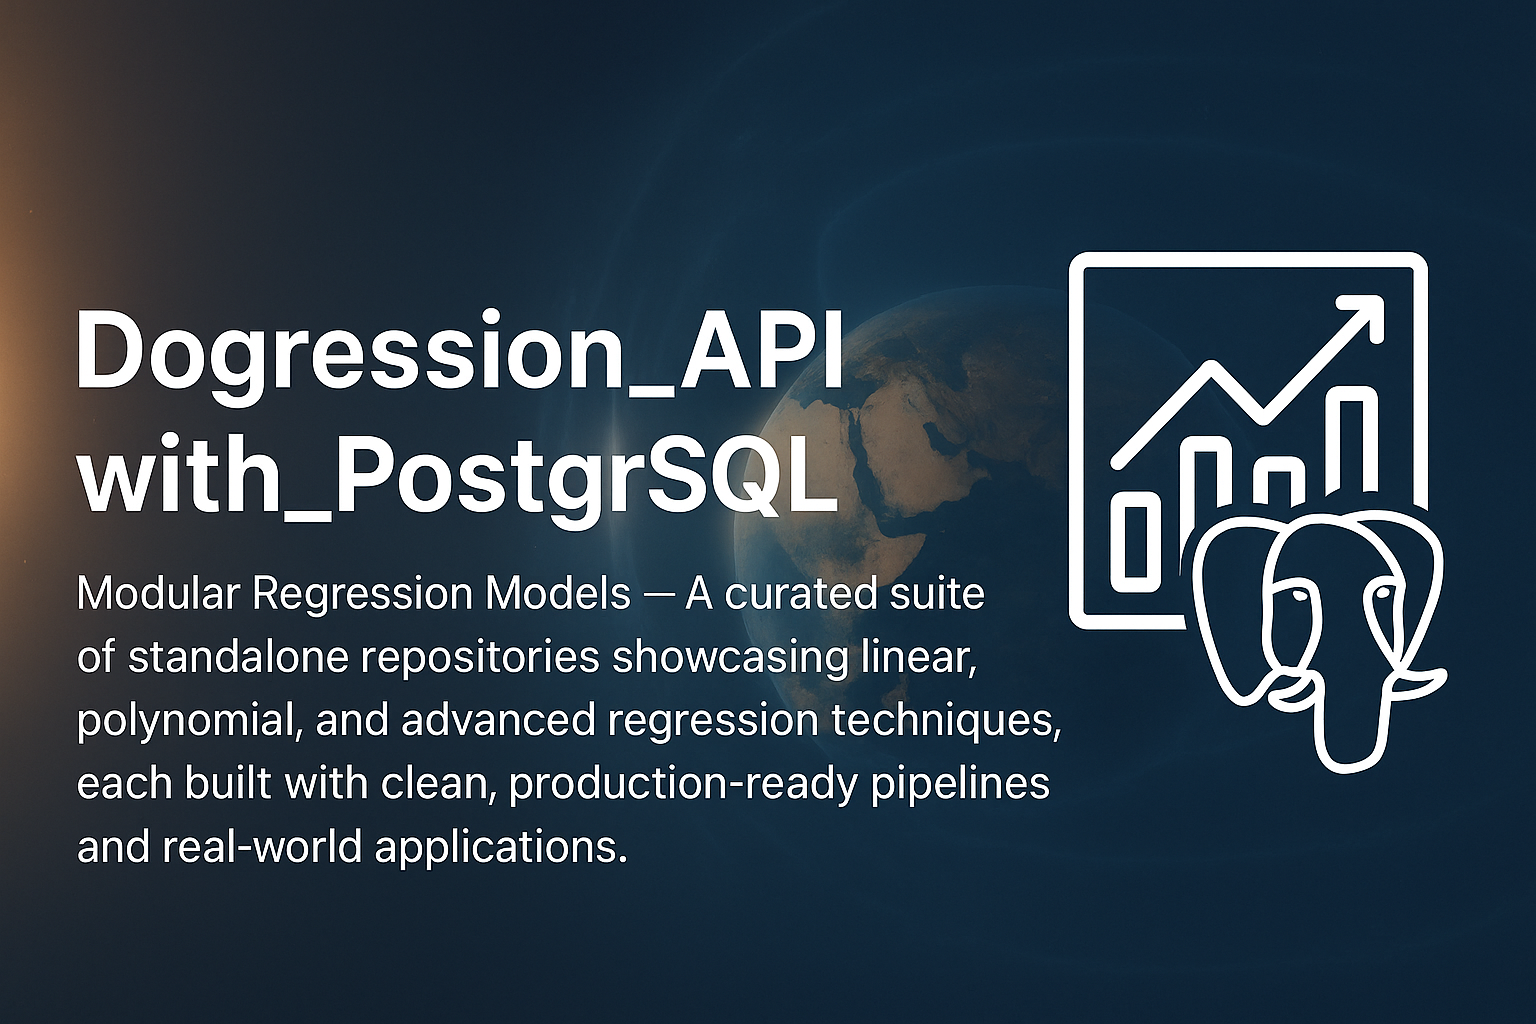 Dogression_API
with_PostgrSQL
Modular Regression Models — A curated suite
of standalone repositories showcasing linear,
polynomial, and advanced regression techniques,
each built with clean, production-ready pipelines
and real-world applications.